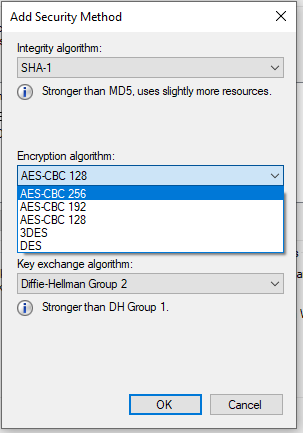 Add Security Method
Integrity algorithm:
SHA-1
Stronger than MD5, uses slightly more resources.
Encryption algorithm:
AES-CBC 128
AES-CBC 256
AES-CBC 192
AES-CBC 128
3DES
DES
Key exchange algorithm:
Diffie-Hellman Group 2
Stronger than DH Group 1.
OK
Cancel